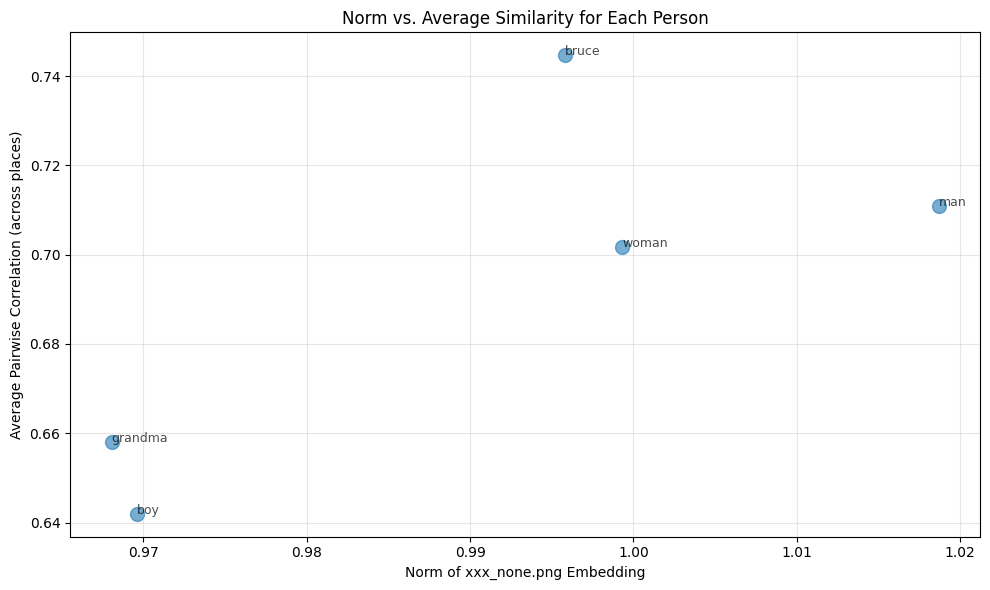 Norm vs. Average Similarity for Each Person
Average Pairwise Correlation (across places)
0.74
0.72
0.70
0.68
0.66
0.64
bruce
man
woman
grandma
boy
0.97
0.98
0.99
1.00
1.01
1.02
Norm of xxx_none.png Embedding